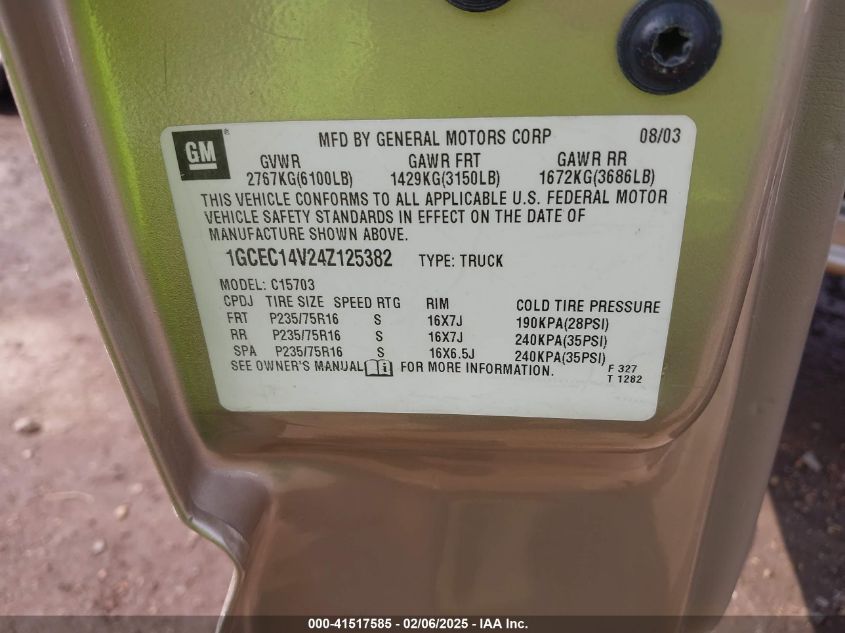 GM®
MFD BY GENERAL MOTORS CORP 08/03
GVWR GAWR FRT GAWR RR
2767KG(6100LB) 1429KG(3150LB) 1672KG(3686LB)
THIS VEHICLE CONFORMS TO ALL APPLICABLE U.S. FEDERAL MOTOR
VEHICLE SAFETY STANDARDS IN EFFECT ON THE DATE OF
MANUFACTURE SHOWN ABOVE.
1GCEC14V24Z125382 TYPE: TRUCK
MODEL: C15703
CPDJ TIRE SIZE SPEED RTG RIM COLD TIRE PRESSURE
FRT P235/75R16 S 16X7J 190KPA(28PSI)
RR P235/75R16 S 16X7J 240KPA(35PSI)
SPA P235/75R16 S 16X6.5J 240KPA(35PSI)
SEE OWNER'S MANUAL i FOR MORE INFORMATION.
F 327
T 1282
000-41517585 - 02/06/2025 - IAA Inc.